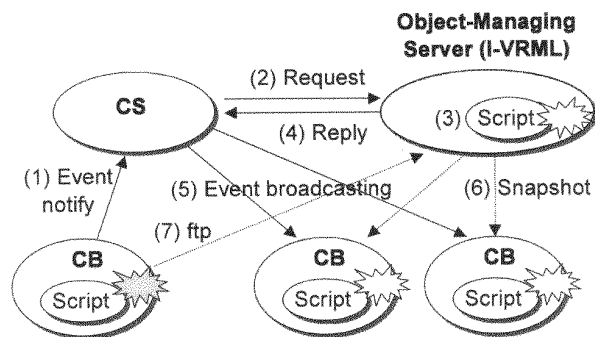 Object-Managing
Server (I-VRML)
(2) Request
CS
(3) Script
(4) Reply
(1) Event
notify
(5) Event broadcasting
(6) Snapshot
(7) ftp
CB
CB
CB
Script
Script
Script